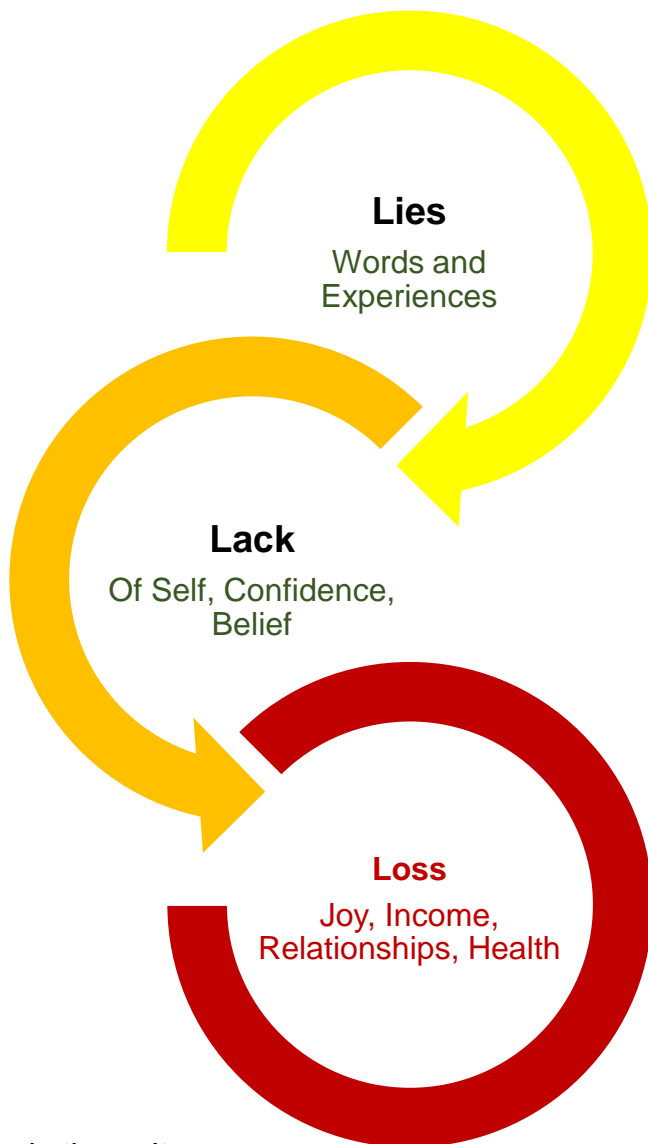 Lies
Words and
Experiences
Lack
Of Self, Confidence,
Belief
Loss
Joy, Income,
Relationships, Health